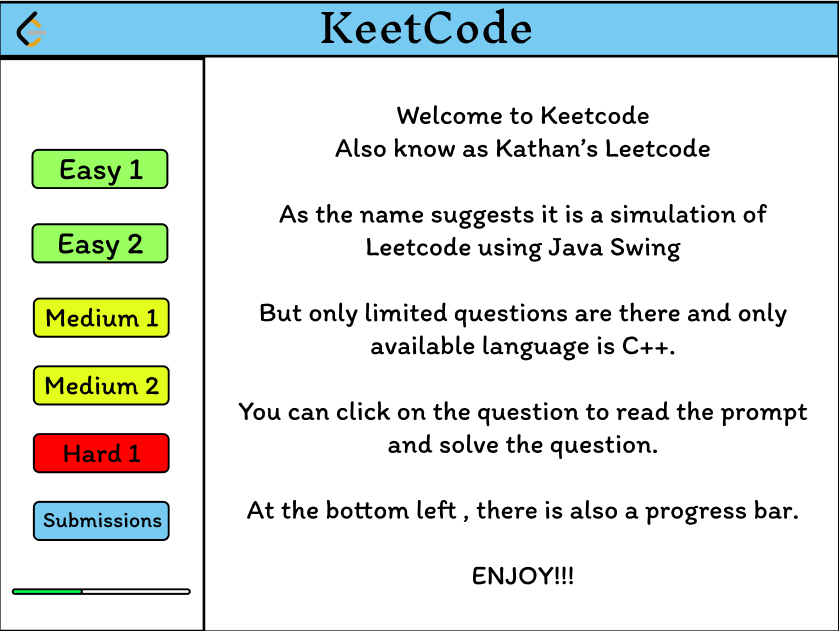 KeetCode
Easy 1
Easy 2
Medium 1
Medium 2
Hard 1
Submissions
Welcome to Keetcode
Also know as Kathan’s Leetcode
As the name suggests it is a simulation of
Leetcode using Java Swing
But only limited questions are there and only
available language is C++.
You can click on the question to read the prompt
and solve the question.
At the bottom left , there is also a progress bar.
ENJOY!!!